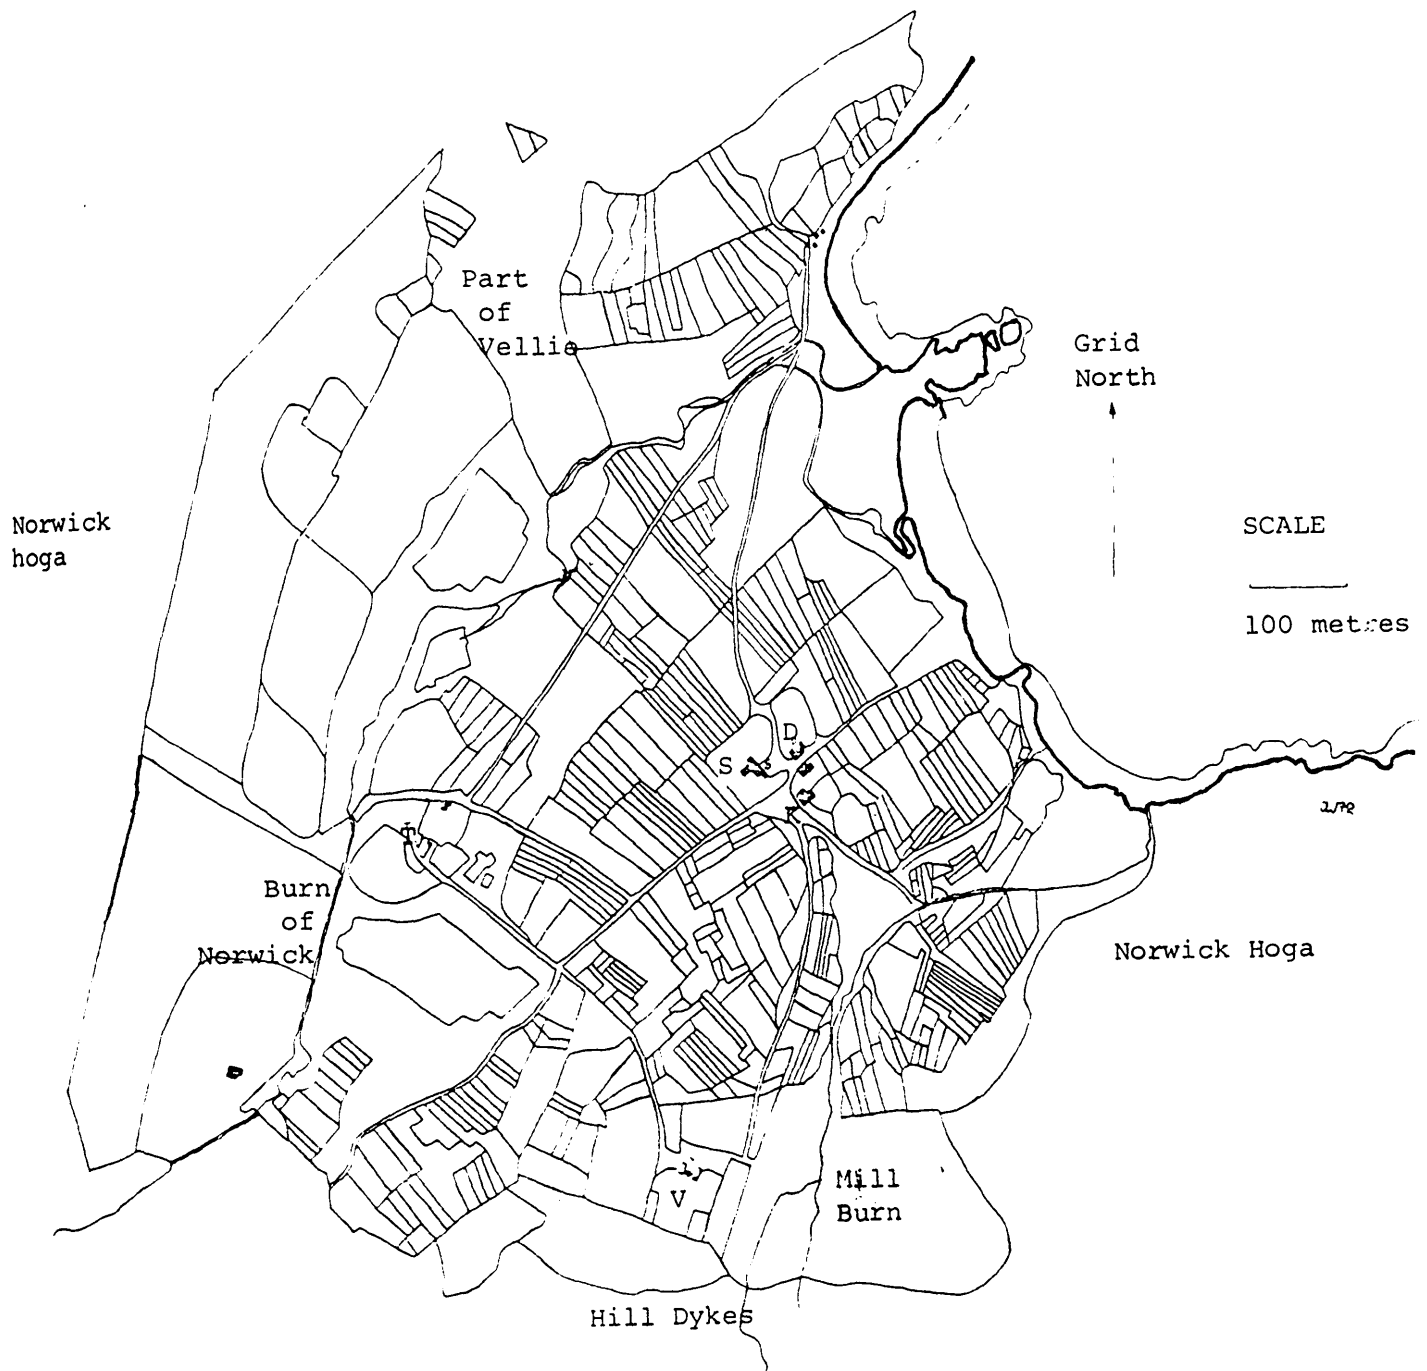 Part
of
Vellie
Grid
North
Norwick
hoga
SCALE
100 metres
D
S
T
Burn
of
Norwick
Norwick Hoga
V
Mill
Burn
Hill Dykes